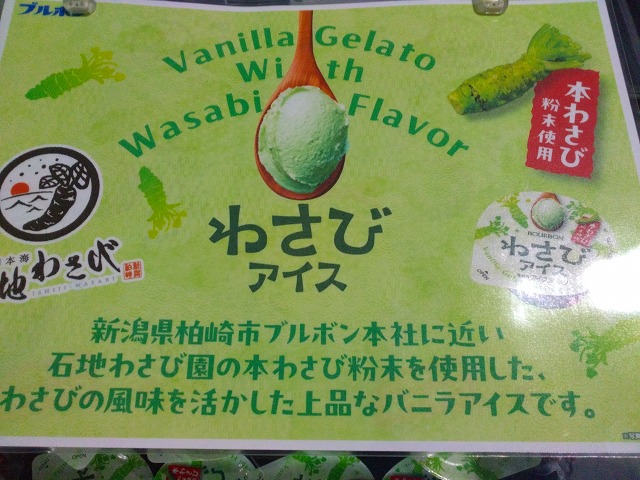 ブルボン
Vanilla Gelato
With
Wasabi Flavor
本わさび
粉末使用
本海
地わさび
ISHIJI WASABI
わさび
アイス
BOURBON
わさび
アイス
新潟県柏崎市ブルボン本社に近い
石地わさび園の本わさび粉末を使用した、
わさびの風味を活かした上品なバニラアイスです。